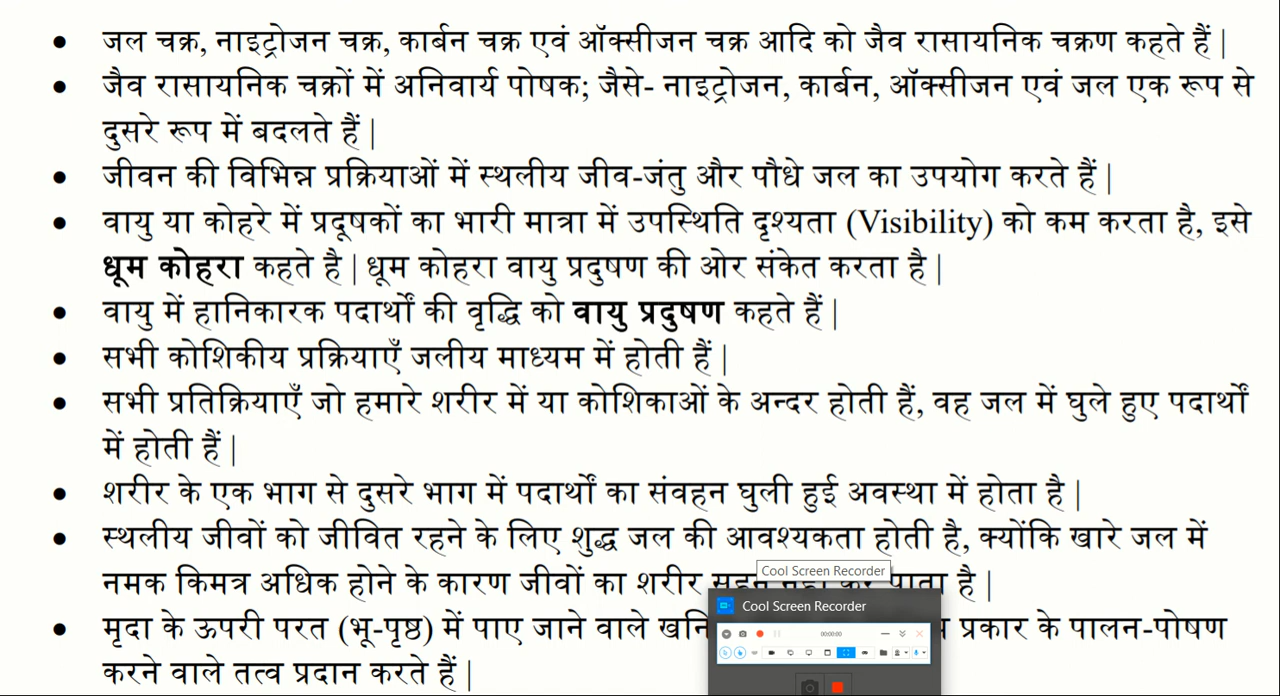 • जल चक्र, नाइट्रोजन चक्र, कार्बन चक्र एवं ऑक्सीजन चक्र आदि को जैव रासायनिक चक्रण कहते हैं |
• जैव रासायनिक चक्रों में अनिवार्य पोषक; जैसे- नाइट्रोजन, कार्बन, ऑक्सीजन एवं जल एक रूप से
दुसरे रूप में बदलते हैं |
• जीवन की विभिन्न प्रक्रियाओं में स्थलीय जीव-जंतु और पौधे जल का उपयोग करते हैं |
• वायु या कोहरे में प्रदूषकों का भारी मात्रा में उपस्थिति दृश्यता (Visibility) को कम करता है, इसे
धूम कोहरा कहते है | धूम कोहरा वायु प्रदुषण की ओर संकेत करता है |
• वायु में हानिकारक पदार्थों की वृद्धि को वायु प्रदुषण कहते हैं |
• सभी कोशिकीय प्रक्रियाएँ जलीय माध्यम में होती हैं |
• सभी प्रतिक्रियाएँ जो हमारे शरीर में या कोशिकाओं के अन्दर होती हैं, वह जल में घुले हुए पदार्थों
में होती हैं |
• शरीर के एक भाग से दुसरे भाग में पदार्थों का संवहन घुली हुई अवस्था में होता है |
• स्थलीय जीवों को जीवित रहने के लिए शुद्ध जल की आवश्यकता होती है, क्योंकि खारे जल में
Cool Screen Recorder
नमक किमत्र अधिक होने के कारण जीवों का शरीर पाता है |
Cool Screen Recorder
• मृदा के ऊपरी परत (भू-पृष्ठ) में पाए जाने वाले प्रकार के पालन-पोषण
00:00:00
करने वाले तत्व प्रदान करते हैं |